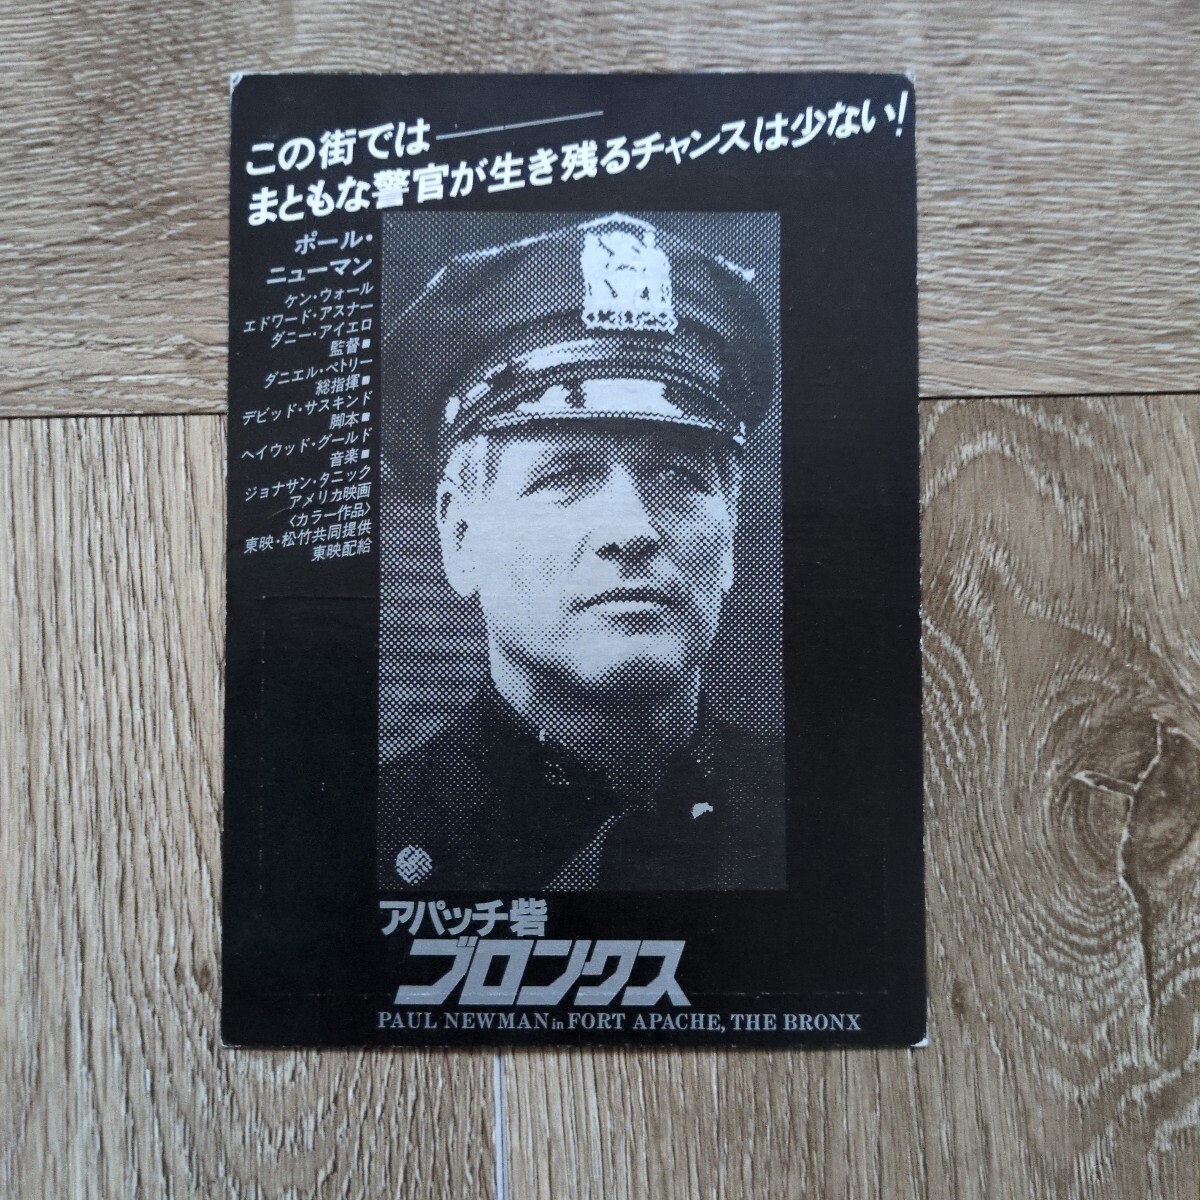 この街では――――
まともな警官が生き残るチャンスは少ない!
ポール・
ニューマン
ケン・ウォール
エドワード・アスナー
ダニー・アイエロ
監督■
ダニエル・ペトリー
総指揮■
デビッド・サスキンド
脚本■
ヘイウッド・グールド
音楽■
ジョナサン・タニック
アメリカ映画
〈カラー作品〉
東映・松竹共同提供
東映配給
アパッチ砦
ブロンクス
PAUL NEWMAN in FORT APACHE, THE BRONX